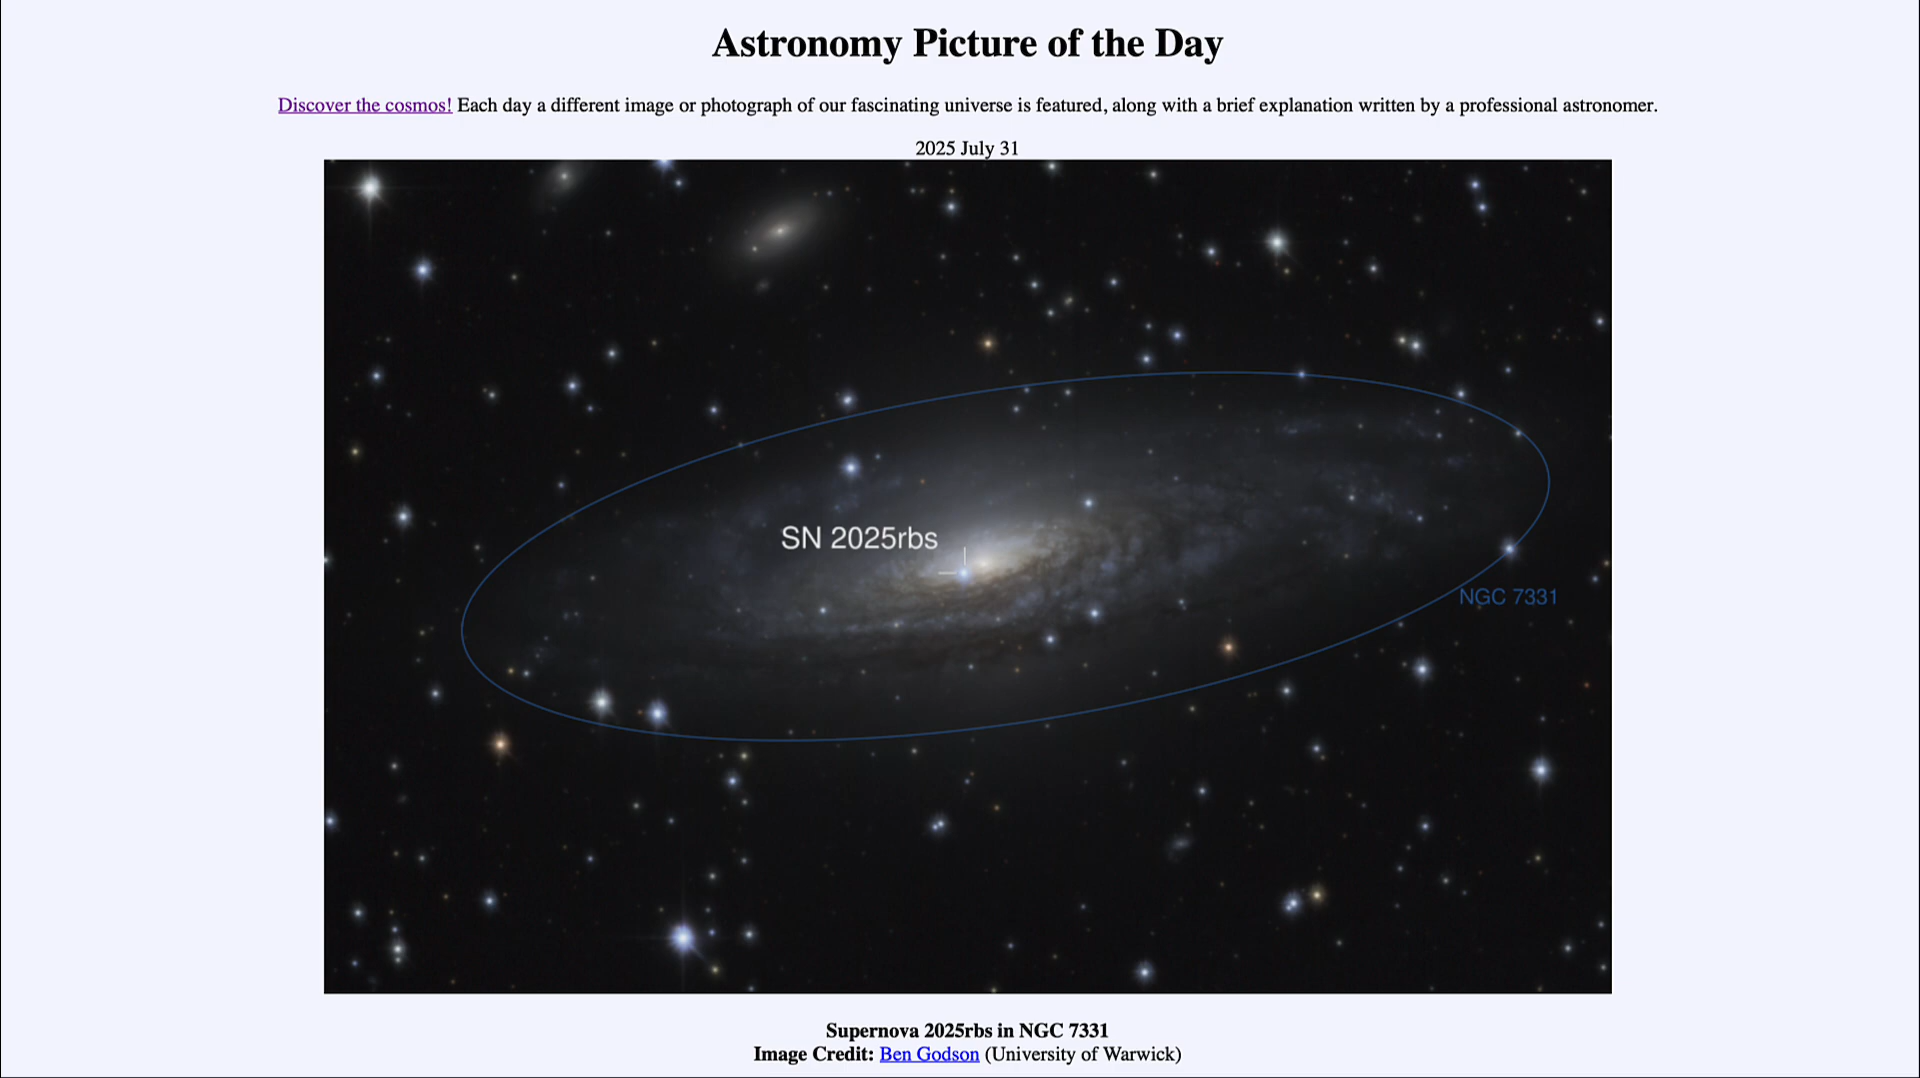 Astronomy Picture of the Day
Discover the cosmos! Each day a different image or photograph of our fascinating universe is featured, along with a brief explanation written by a professional astronomer.
2025 July 31
SN 2025rbs
NGC 7331
Supernova 2025rbs in NGC 7331
Image Credit: Ben Godson (University of Warwick)